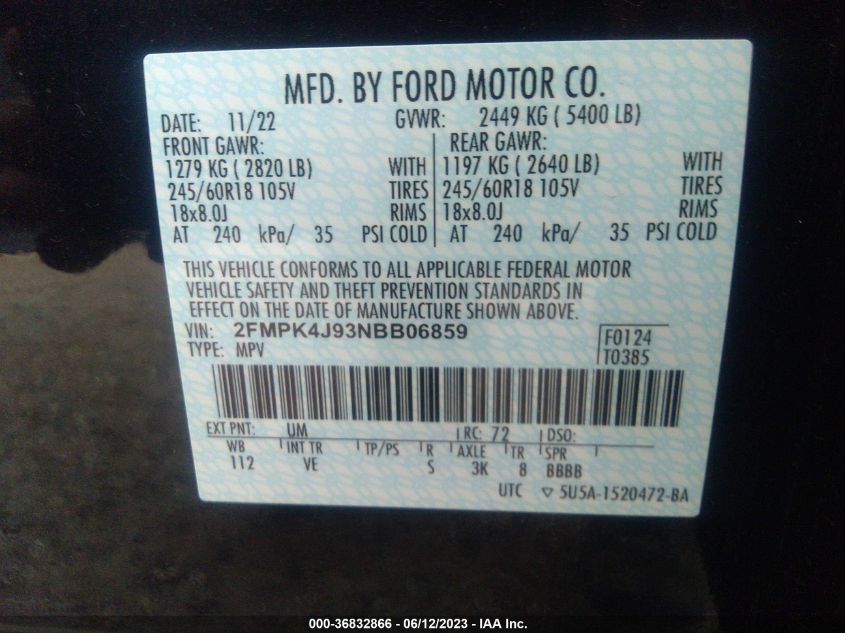 MFD. BY FORD MOTOR CO.
DATE: 11/22 GVWR: 2449 KG ( 5400 LB)
FRONT GAWR: REAR GAWR:
1279 KG ( 2820 LB) WITH 1197 KG ( 2640 LB) WITH
245/60R18 105V TIRES 245/60R18 105V TIRES
18x8.0J RIMS 18x8.0J RIMS
AT 240 kPa/ 35 PSI COLD AT 240 kPa/ 35 PSI COLD
THIS VEHICLE CONFORMS TO ALL APPLICABLE FEDERAL MOTOR
VEHICLE SAFETY AND THEFT PREVENTION STANDARDS IN
EFFECT ON THE DATE OF MANUFACTURE SHOWN ABOVE.
VIN: 2FMPK4J93NBB06859 F0124
TYPE: MPV T0385
EXT PNT: UM RC: 72 DSO:
WB INT TR TP/PS R AXLE TR SPR
112 VE S 3K 8 BBBB
UTC ▽ 5U5A-1520472-BA
000-36832866 - 06/12/2023 - IAA Inc.